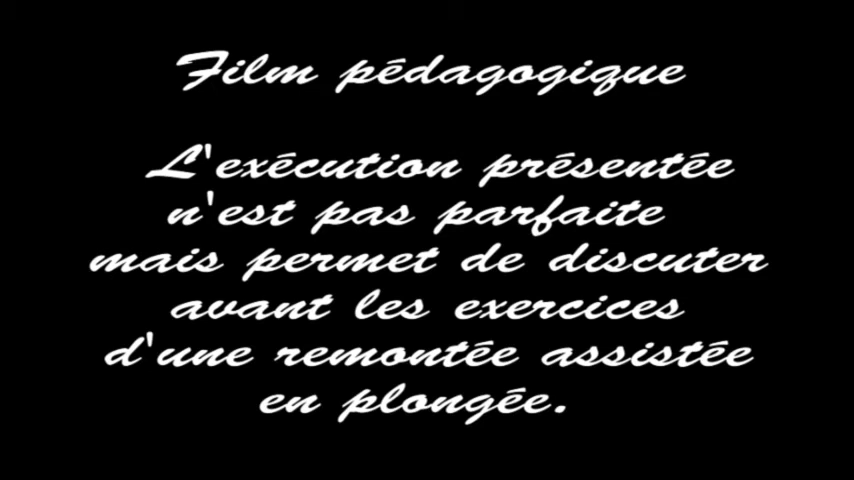 Film pédagogique
L'exécution présentée
n'est pas parfaite
mais permet de discuter
avant les exercices
d'une remontée assistée
en plongée.